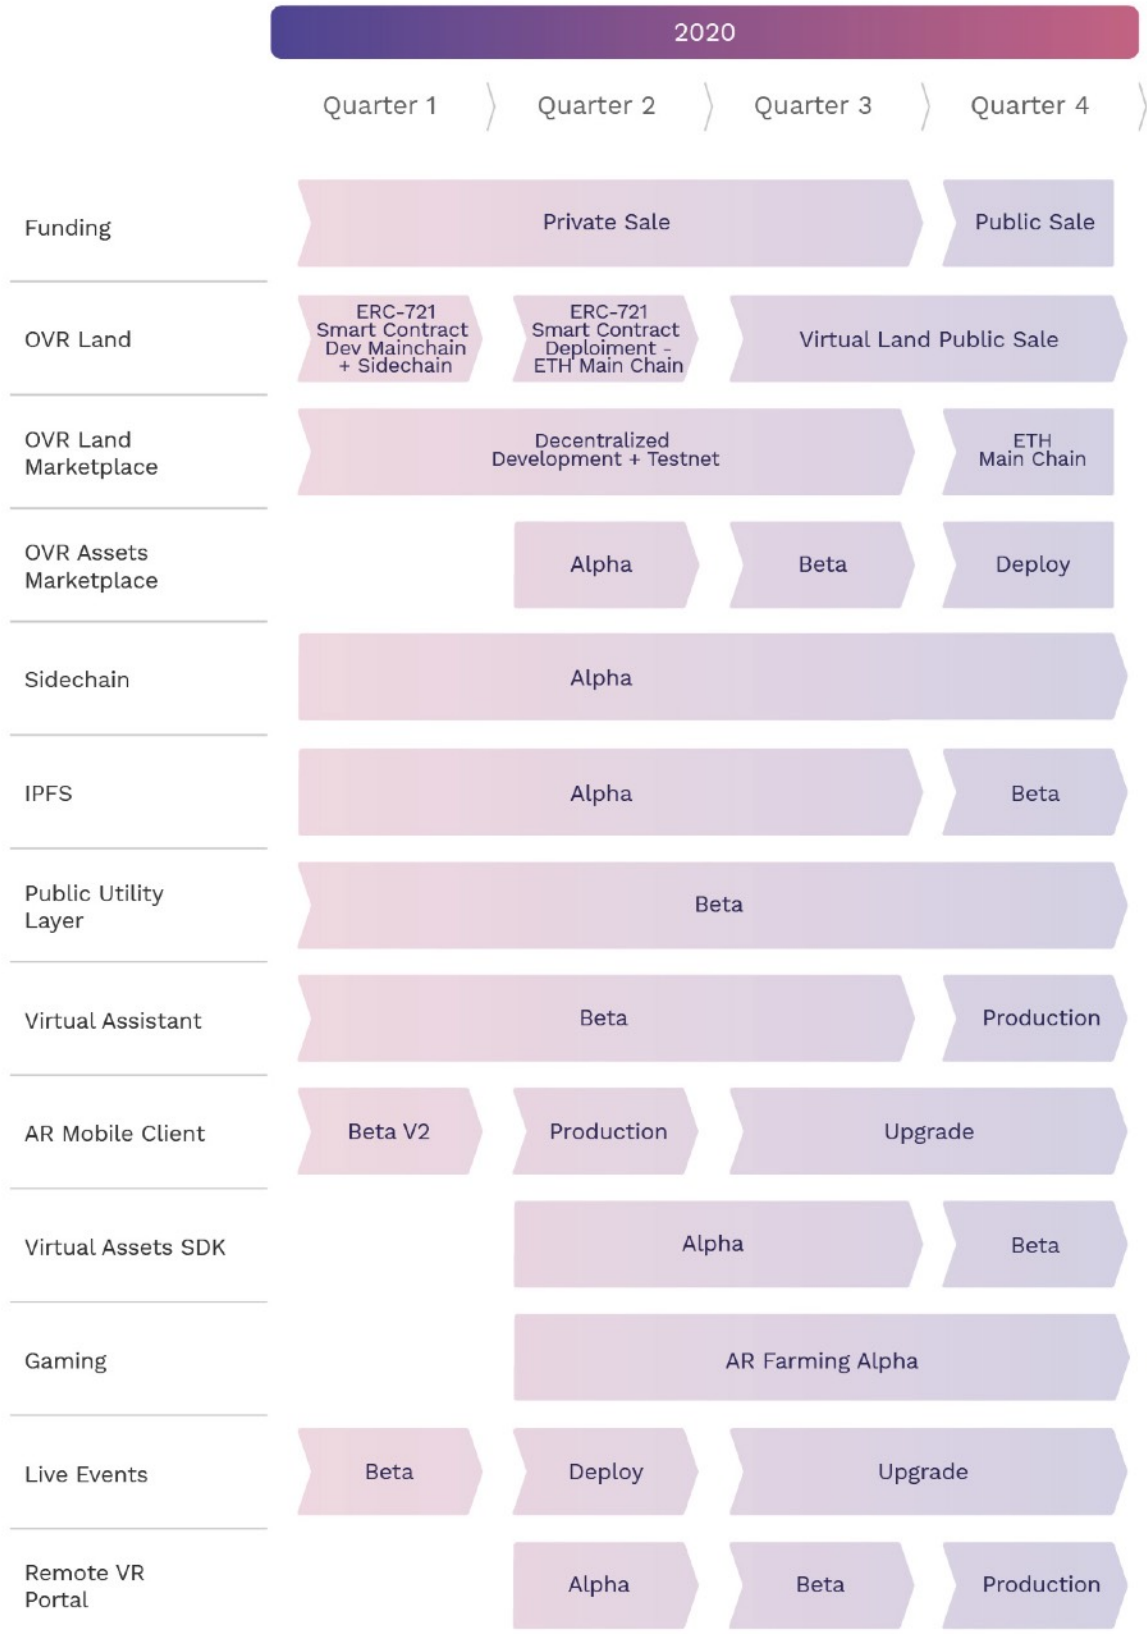 2020
Quarter 1
Quarter 2
Quarter 3
Quarter 4
Funding
Private Sale
Public Sale
OVR Land
ERC-721
Smart Contract
Dev Mainchain
+ Sidechain
ERC-721
Smart Contract
Deploiment -
ETH Main Chain
Virtual Land Public Sale
OVR Land
Marketplace
Decentralized
Development + Testnet
ETH
Main Chain
OVR Assets
Marketplace
Alpha
Beta
Deploy
Sidechain
Alpha
IPFS
Alpha
Beta
Public Utility
Layer
Beta
Virtual Assistant
Beta
Production
AR Mobile Client
Beta V2
Production
Upgrade
Virtual Assets SDK
Alpha
Beta
Gaming
AR Farming Alpha
Live Events
Beta
Deploy
Upgrade
Remote VR
Portal
Alpha
Beta
Production